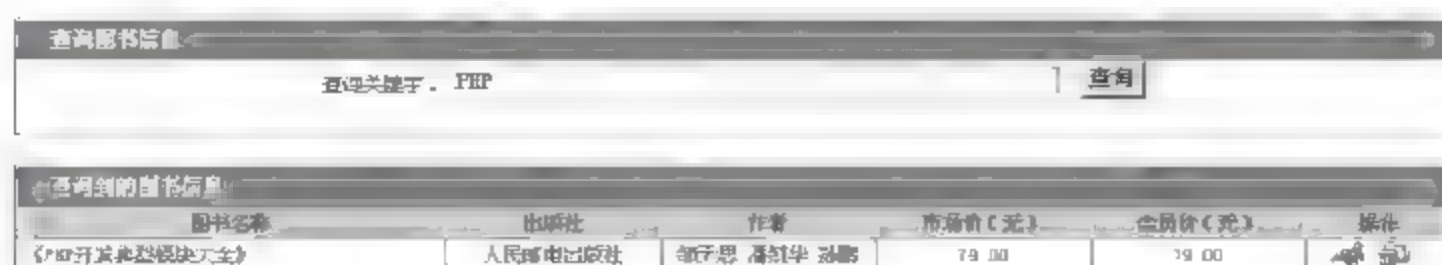 查询图书信息
查询关键字: PHP 查询
查询到的图书信息
图书名称 出版社 作者 市场价(元) 会员价(元) 操作
《PHP开发典型模块大全》 人民邮电出版社 79.00